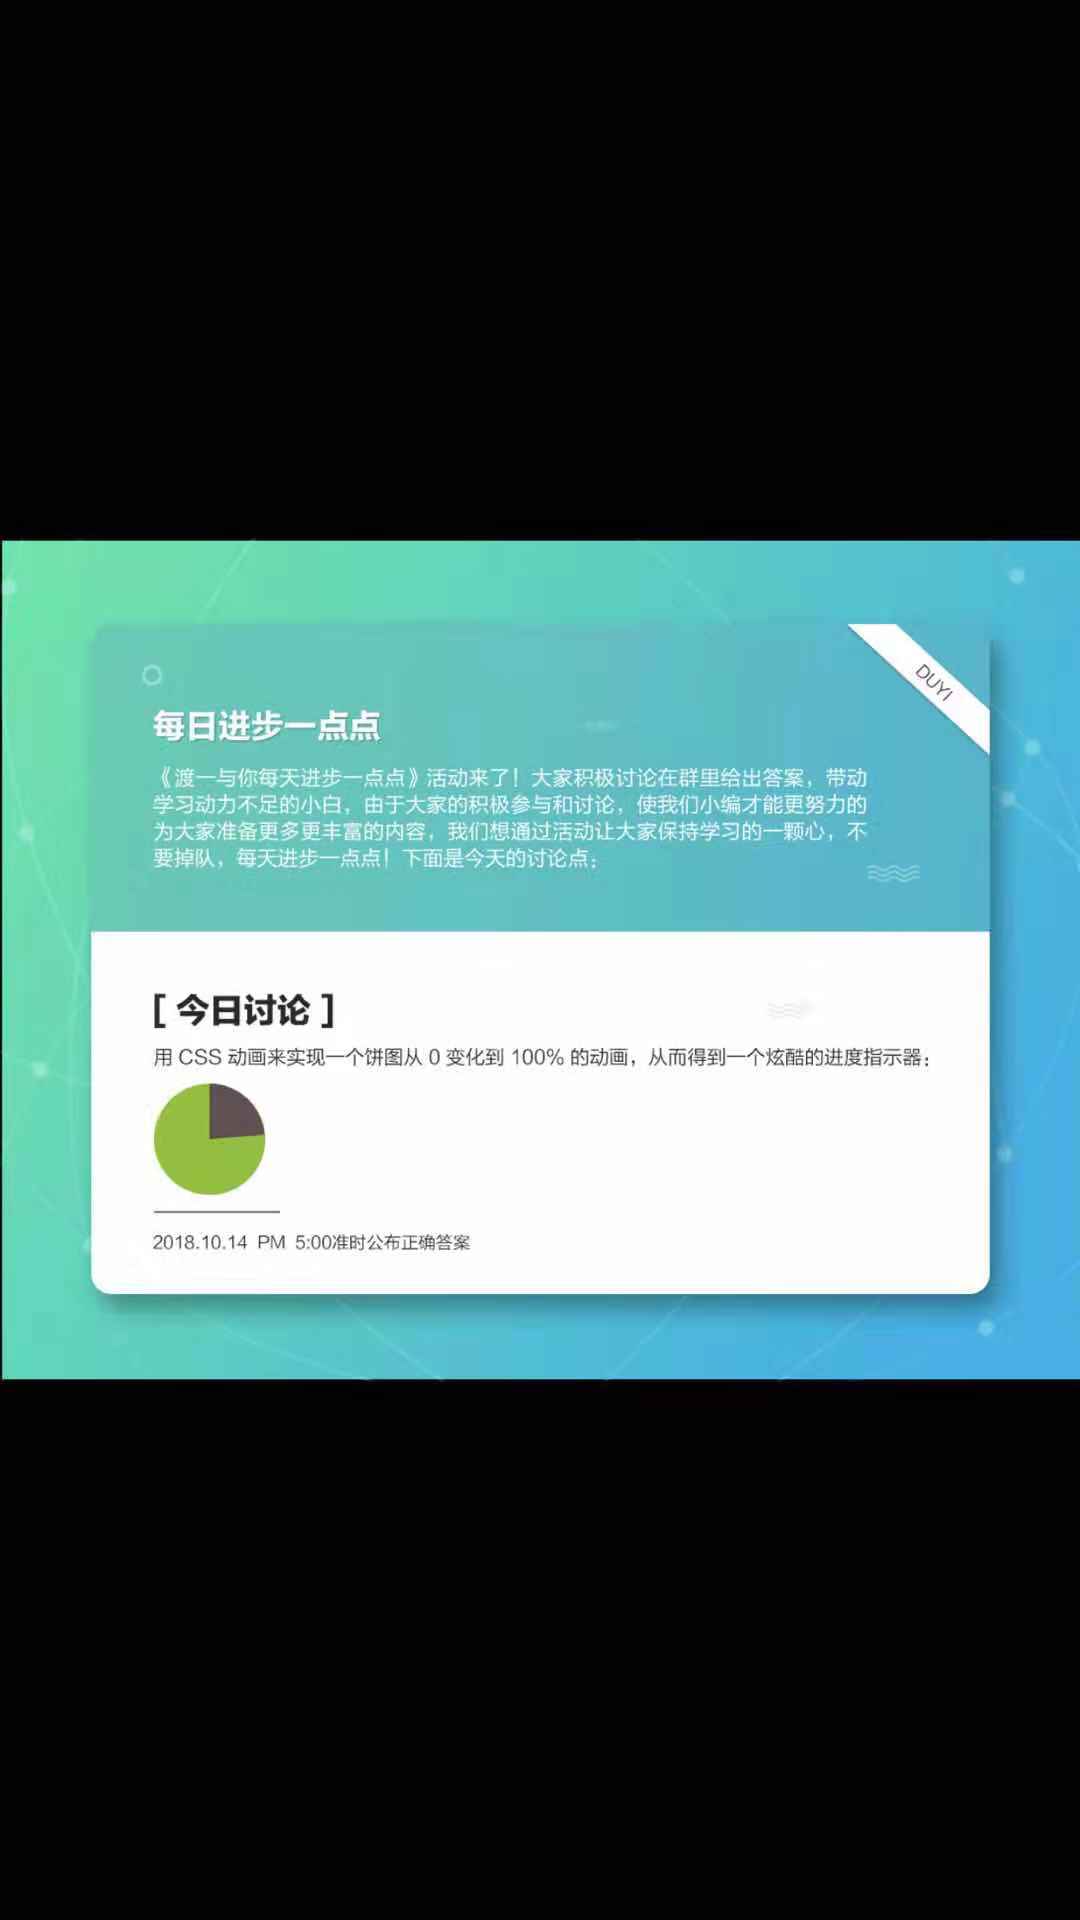 DUYI
每日进步一点点
《渡一与你每天进步一点点》活动来了！大家积极讨论在群里给出答案，带动
学习动力不足的小白，由于大家的积极参与和讨论，使我们小编才能更努力的
为大家准备更多更丰富的内容，我们想通过活动让大家保持学习的一颗心，不
要掉队，每天进步一点点！下面是今天的讨论点：
[ 今日讨论 ]
用 CSS 动画来实现一个饼图从 0 变化到 100% 的动画，从而得到一个炫酷的进度指示器：
2018.10.14 PM 5:00准时公布正确答案